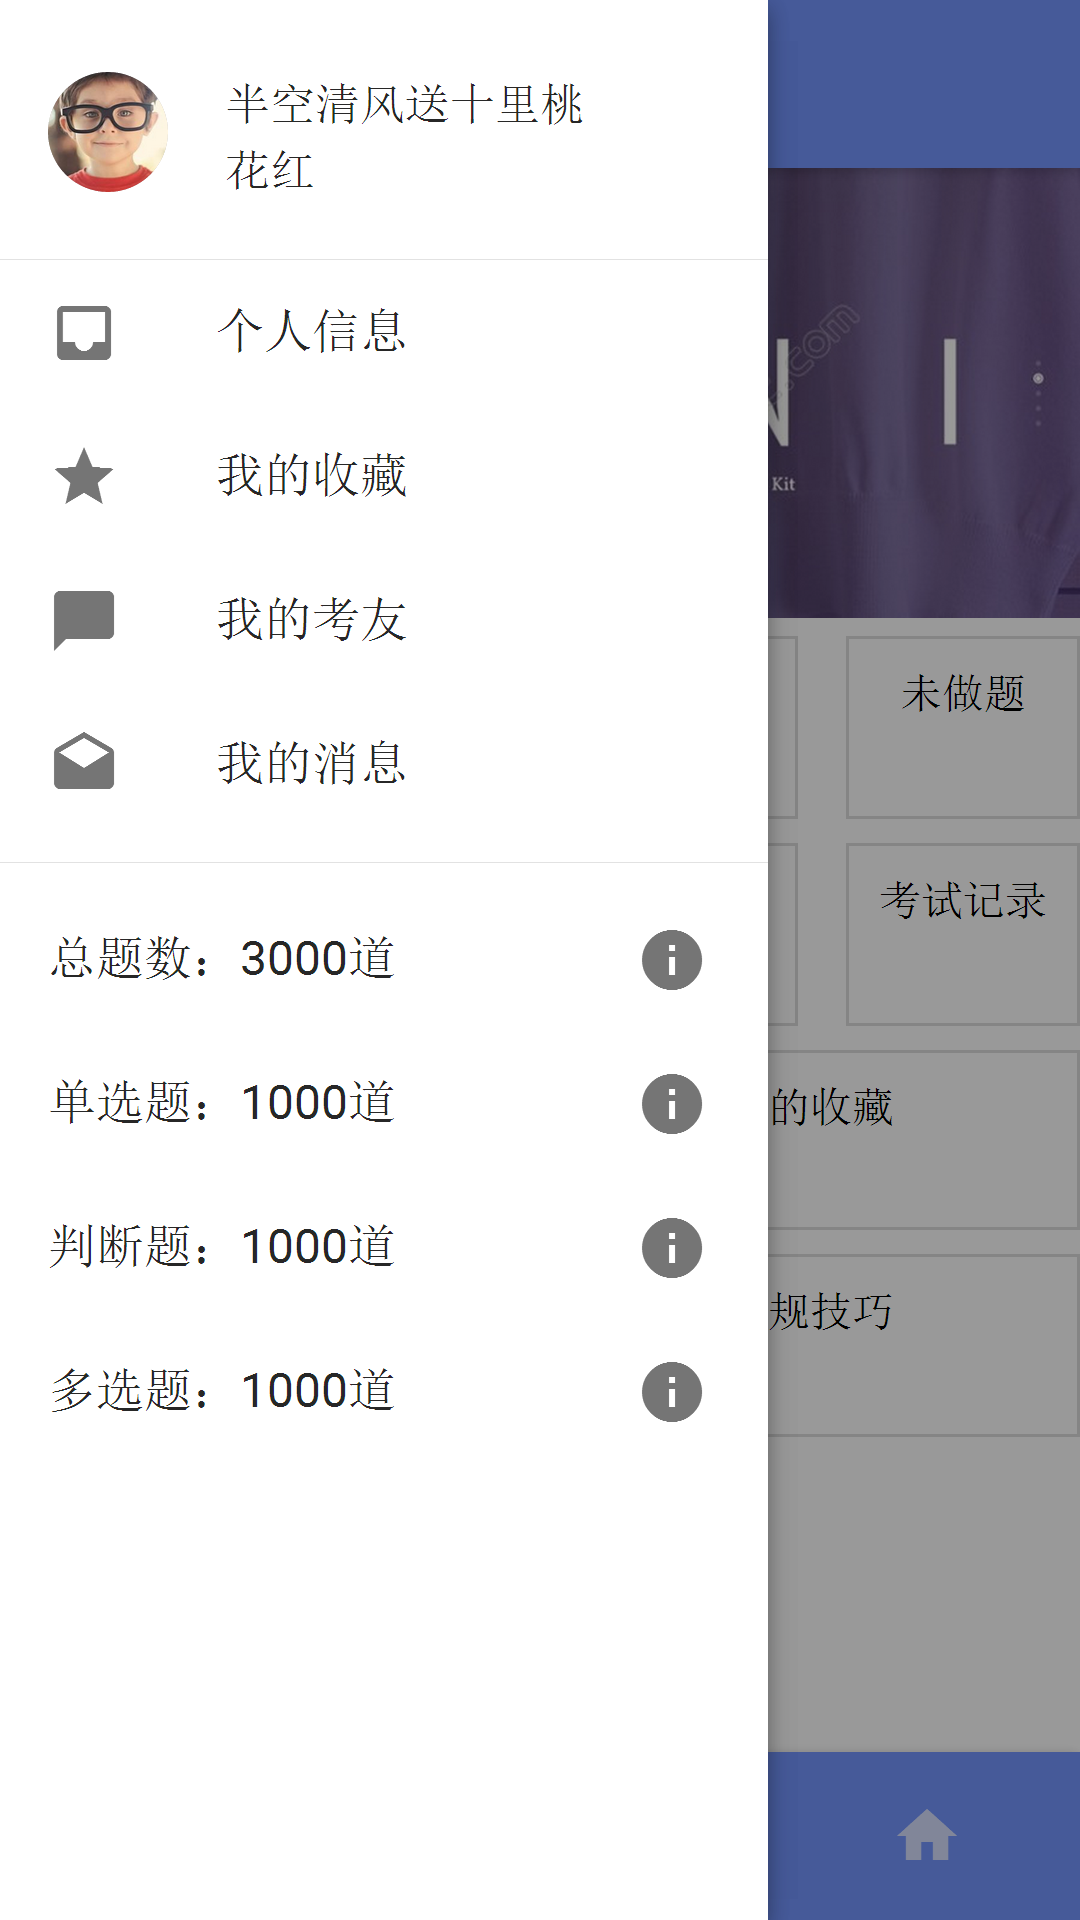 半空清风送十里桃
花红
个人信息
我的收藏
我的考友
我的消息
总题数：3000道
单选题：1000道
判断题：1000道
多选题：1000道
.com
N |
Kit
未做题
考试记录
的收藏
规技巧